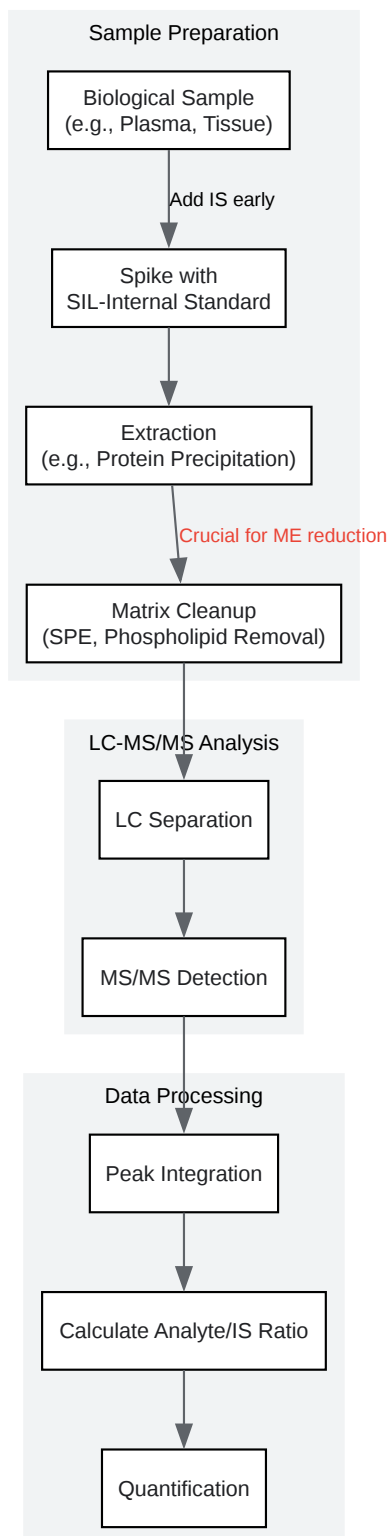 Sample Preparation
Biological Sample
(e.g., Plasma, Tissue)
Add IS early
Spike with
SIL-Internal Standard
Extraction
(e.g., Protein Precipitation)
Crucial for ME reduction
Matrix Cleanup
(SPE, Phospholipid Removal)
LC-MS/MS Analysis
LC Separation
MS/MS Detection
Data Processing
Peak Integration
Calculate Analyte/IS Ratio
Quantification